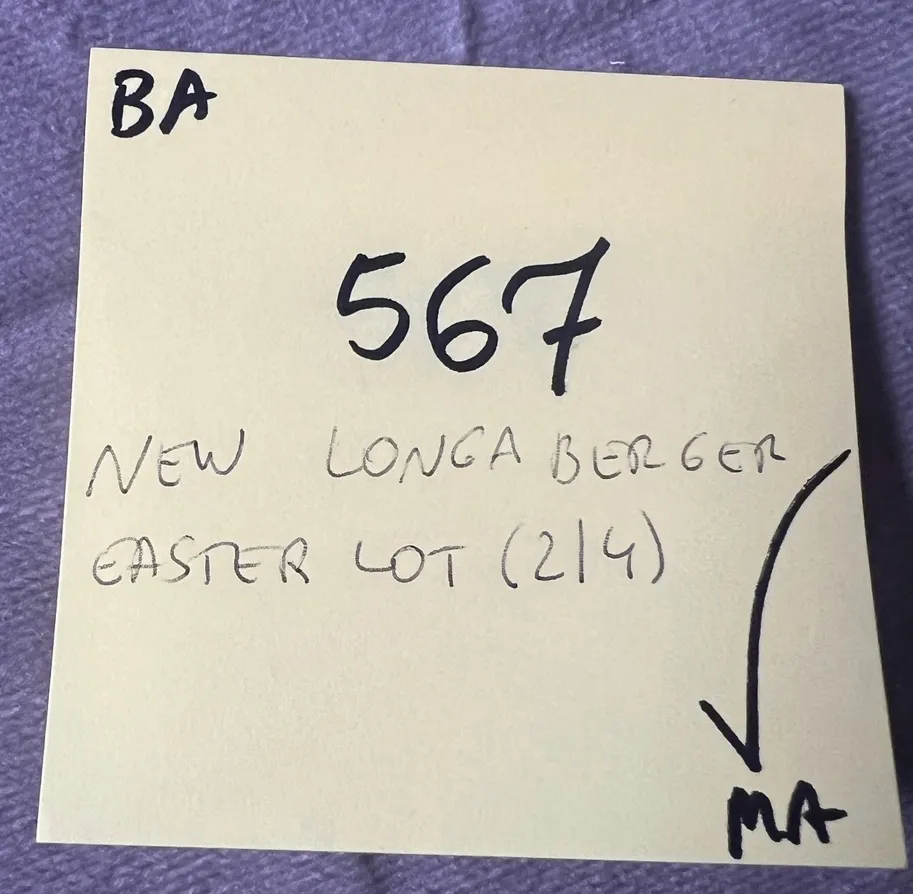 BA
567
NEW LONGABERGER
EASTER LOT (2/4)
MA